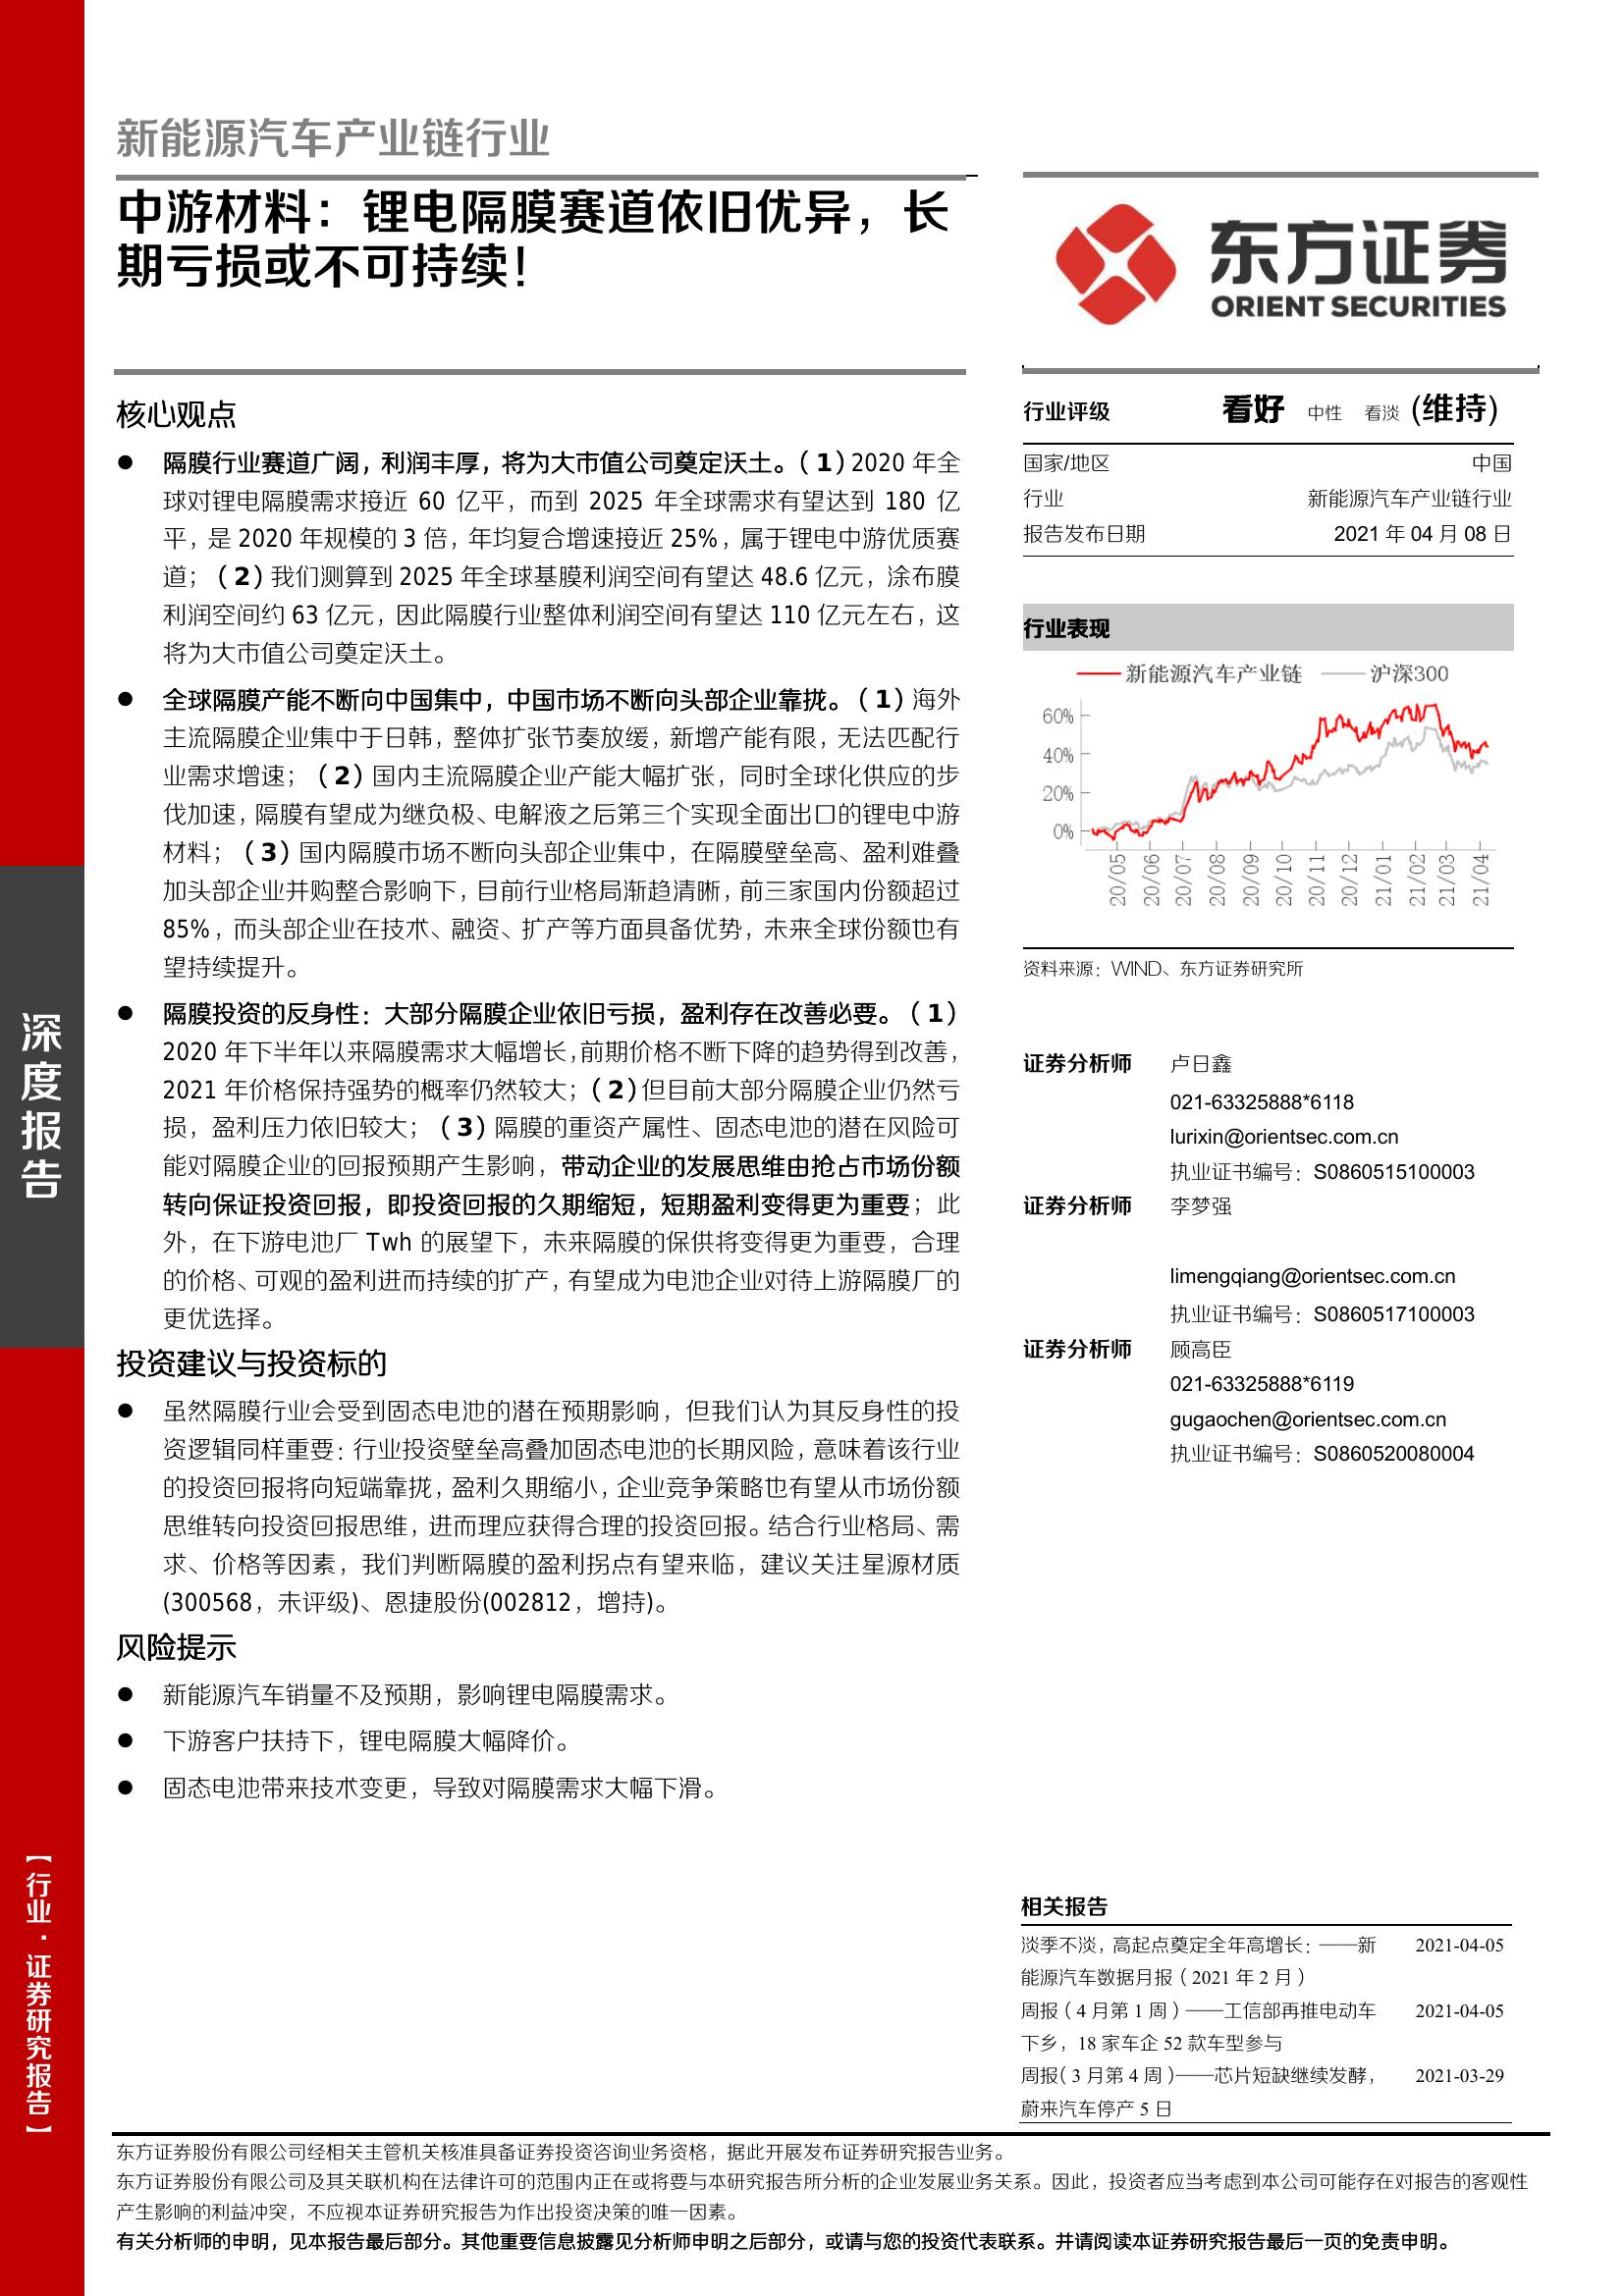 新能源汽车产业链行业
中游材料：锂电隔膜赛道依旧优异，长
期亏损或不可持续！
核心观点
● 隔膜行业赛道广阔，利润丰厚，将为大市值公司奠定沃土。（1）2020 年全
球对锂电隔膜需求接近 60 亿平，而到 2025 年全球需求有望达到 180 亿
平，是 2020 年规模的 3 倍，年均复合增速接近 25%，属于锂电中游优质赛
道；（2）我们测算到 2025 年全球基膜利润空间有望达 48.6 亿元，涂布膜
利润空间约 63 亿元，因此隔膜行业整体利润空间有望达 110 亿元左右，这
将为大市值公司奠定沃土。
● 全球隔膜产能不断向中国集中，中国市场不断向头部企业靠拢。（1）海外
主流隔膜企业集中于日韩，整体扩张节奏放缓，新增产能有限，无法匹配行
业需求增速；（2）国内主流隔膜企业产能大幅扩张，同时全球化供应的步
伐加速，隔膜有望成为继负极、电解液之后第三个实现全面出口的锂电中游
材料；（3）国内隔膜市场不断向头部企业集中，在隔膜壁垒高、盈利难叠
加头部企业并购整合影响下，目前行业格局渐趋清晰，前三家国内份额超过
85%，而头部企业在技术、融资、扩产等方面具备优势，未来全球份额也有
望持续提升。
● 隔膜投资的反身性：大部分隔膜企业依旧亏损，盈利存在改善必要。（1）
2020 年下半年以来隔膜需求大幅增长，前期价格不断下降的趋势得到改善，
2021 年价格保持强势的概率仍然较大；（2）但目前大部分隔膜企业仍然亏
损，盈利压力依旧较大；（3）隔膜的重资产属性、固态电池的潜在风险可
能对隔膜企业的回报预期产生影响，带动企业的发展思维由抢占市场份额
转向保证投资回报，即投资回报的久期缩短，短期盈利变得更为重要；此
外，在下游电池厂 Twh 的展望下，未来隔膜的保供将变得更为重要，合理
的价格、可观的盈利进而持续的扩产，有望成为电池企业对待上游隔膜厂的
更优选择。
投资建议与投资标的
● 虽然隔膜行业会受到固态电池的潜在预期影响，但我们认为其反身性的投
资逻辑同样重要：行业投资壁垒高叠加固态电池的长期风险，意味着该行业
的投资回报将向短端靠拢，盈利久期缩小，企业竞争策略也有望从市场份额
思维转向投资回报思维，进而理应获得合理的投资回报。结合行业格局、需
求、价格等因素，我们判断隔膜的盈利拐点有望来临，建议关注星源材质
(300568，未评级)、恩捷股份(002812，增持)。
风险提示
● 新能源汽车销量不及预期，影响锂电隔膜需求。
● 下游客户扶持下，锂电隔膜大幅降价。
● 固态电池带来技术变更，导致对隔膜需求大幅下滑。
东方证券
ORIENT SECURITIES
行业评级 看好 中性 看淡 (维持)
国家/地区 中国
行业 新能源汽车产业链行业
报告发布日期 2021 年 04 月 08 日
行业表现
新能源汽车产业链 沪深300
60%
40%
20%
0%
20/05 20/06 20/07 20/08 20/09 20/10 20/11 20/12 21/01 21/02 21/03 21/04
资料来源：WIND、东方证券研究所
证券分析师 卢日鑫
021-63325888*6118
lurixin@orientsec.com.cn
执业证书编号：S0860515100003
证券分析师 李梦强
limengqiang@orientsec.com.cn
执业证书编号：S0860517100003
证券分析师 顾高臣
021-63325888*6119
gugaochen@orientsec.com.cn
执业证书编号：S0860520080004
相关报告
淡季不淡，高起点奠定全年高增长：——新 2021-04-05
能源汽车数据月报（2021 年 2 月）
周报（4 月第 1 周）——工信部再推电动车 2021-04-05
下乡，18 家车企 52 款车型参与
周报（3 月第 4 周）——芯片短缺继续发酵， 2021-03-29
蔚来汽车停产 5 日
深度报告
【行业·证券研究报告】
东方证券股份有限公司经相关主管机关核准具备证券投资咨询业务资格，据此开展发布证券研究报告业务。
东方证券股份有限公司及其关联机构在法律许可的范围内正在或将要与本研究报告所分析的企业发展业务关系。因此，投资者应当考虑到本公司可能存在对报告的客观性
产生影响的利益冲突，不应视本证券研究报告为作出投资决策的唯一因素。
有关分析师的申明，见本报告最后部分。其他重要信息披露见分析师申明之后部分，或请与您的投资代表联系。并请阅读本证券研究报告最后一页的免责申明。